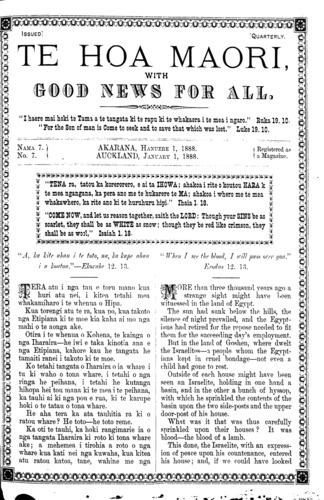 Issued
Quarterly.
TE HOA MAORI,
WITH
GOOD NEWS FOR ALL,
"I haere mai hoki te Tama a te tangata ki te rapu ki te whakaora i te mea i ngaro." Ruka 19. 10.
"For the Son of man is Come to seek and to save that which was lost." Luke 19. 10.
Nama 7.
No. 7.
AKARANA, HANUERE 1, 1888.
AUCKLAND, JANUARY 1, 1888.
Registered as
a Magazine.
"TENA ra, tatou ka korerorero, e ai ta IHOWA; ahakoa i rite o koutou HARA k
te mea ngangana, ka pera ano me te hukarere te MA; ahakoa i whero me te mea
whakawhero, ka rite ano ki te huruhuru hipi." Ihaia 1. 18.
"COME NOW, and let us reason together, saith the LORD: Though your SINS be as
scarlet, they shall be as WHITE as snow; though they be red like crimson, they
shall be as wool," Isaiah 1. 18
"A, ka kite ahau i te toto, na, ka kape ahau
i a koutou."—Ekoruhe 12. 13.
"When I see the blood, I will pass over you."
Exodus 12. 13.
TERA atu i nga tau e toru mano kua
huri atu nei, i kitea tetahi mea
whakamiharo i te whenua o Ihipa.
Kua torengi atu te ra, kua po, kua takoto
nga Etipiana ki te moe kia kaha ai mo nga
mahi o te aonga ake.
Otira i te whenua o Kohena, te kainga o
nga Iharaira—he iwi e taka kinotia ana e
nga Etipiana, kahore kau he tangata he
tamaiti ranei i takoto ki te moe.
Ko tetahi tangata o Iharaira i o ia whare i
tu ki waho o tona whare, i tetahi o nga
ringa he peihana, i tetahi he kutanga
hihopa hei tou mana ki te toto i te peihana,
ka tauhi ai ki nga pou e rua, ki te karupe
hoki o te tatau o tona whare.
He aha tera ka ata tauhitia ra ki o
ratou whare? He toto—he toto reme.
Ka oti te tauhi, ka hoki rangimarie ia o
nga tangata Iharaira ki roto ki tona whare
ake; a mehemea i tirohia a roto o nga
whare kua kati nei nga kuwaha, kua kitea
atu ratou katoa, tane, wahine me nga
MORE than three thousand years ago a
strange sight might have been
witnessed in the land of Egypt.
The sun had sunk below the hills, the
silence of night prevailed, and the Egypt-
ians had retired for the repose needed to fit
them for the succeeding day's employment.
But in the land of Goshen, where dwelt
the Israelites—a people whom the Egypt-
ians kept in cruel bondage—not even a
child had gone to rest.
Outside of each house might have been
seen an Israelite, holding in one hand a
basin, and in the other a bunch of hyssop,
with which he sprinkled the contents of the
basin upon the two side-posts and the upper
door-post of his house.
What was it that was thus carefully
sprinkled upon their houses? It was
blood—the blood of a lamb.
This done, the Israelite, with an expression
of peace upon his countenance, entered
his house; and, if we could have looked